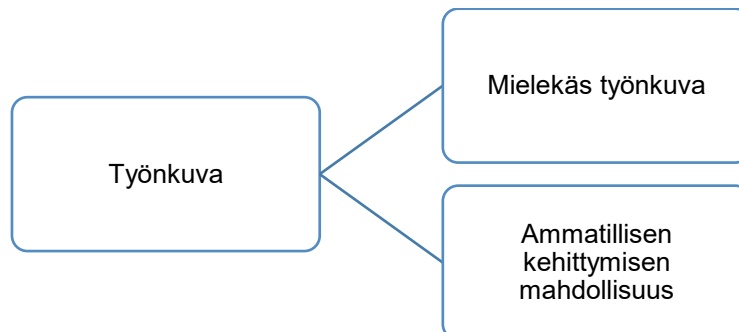 Työnkuva
Mielekäs työnkuva
Ammatillisen
kehittymisen
mahdollisuus